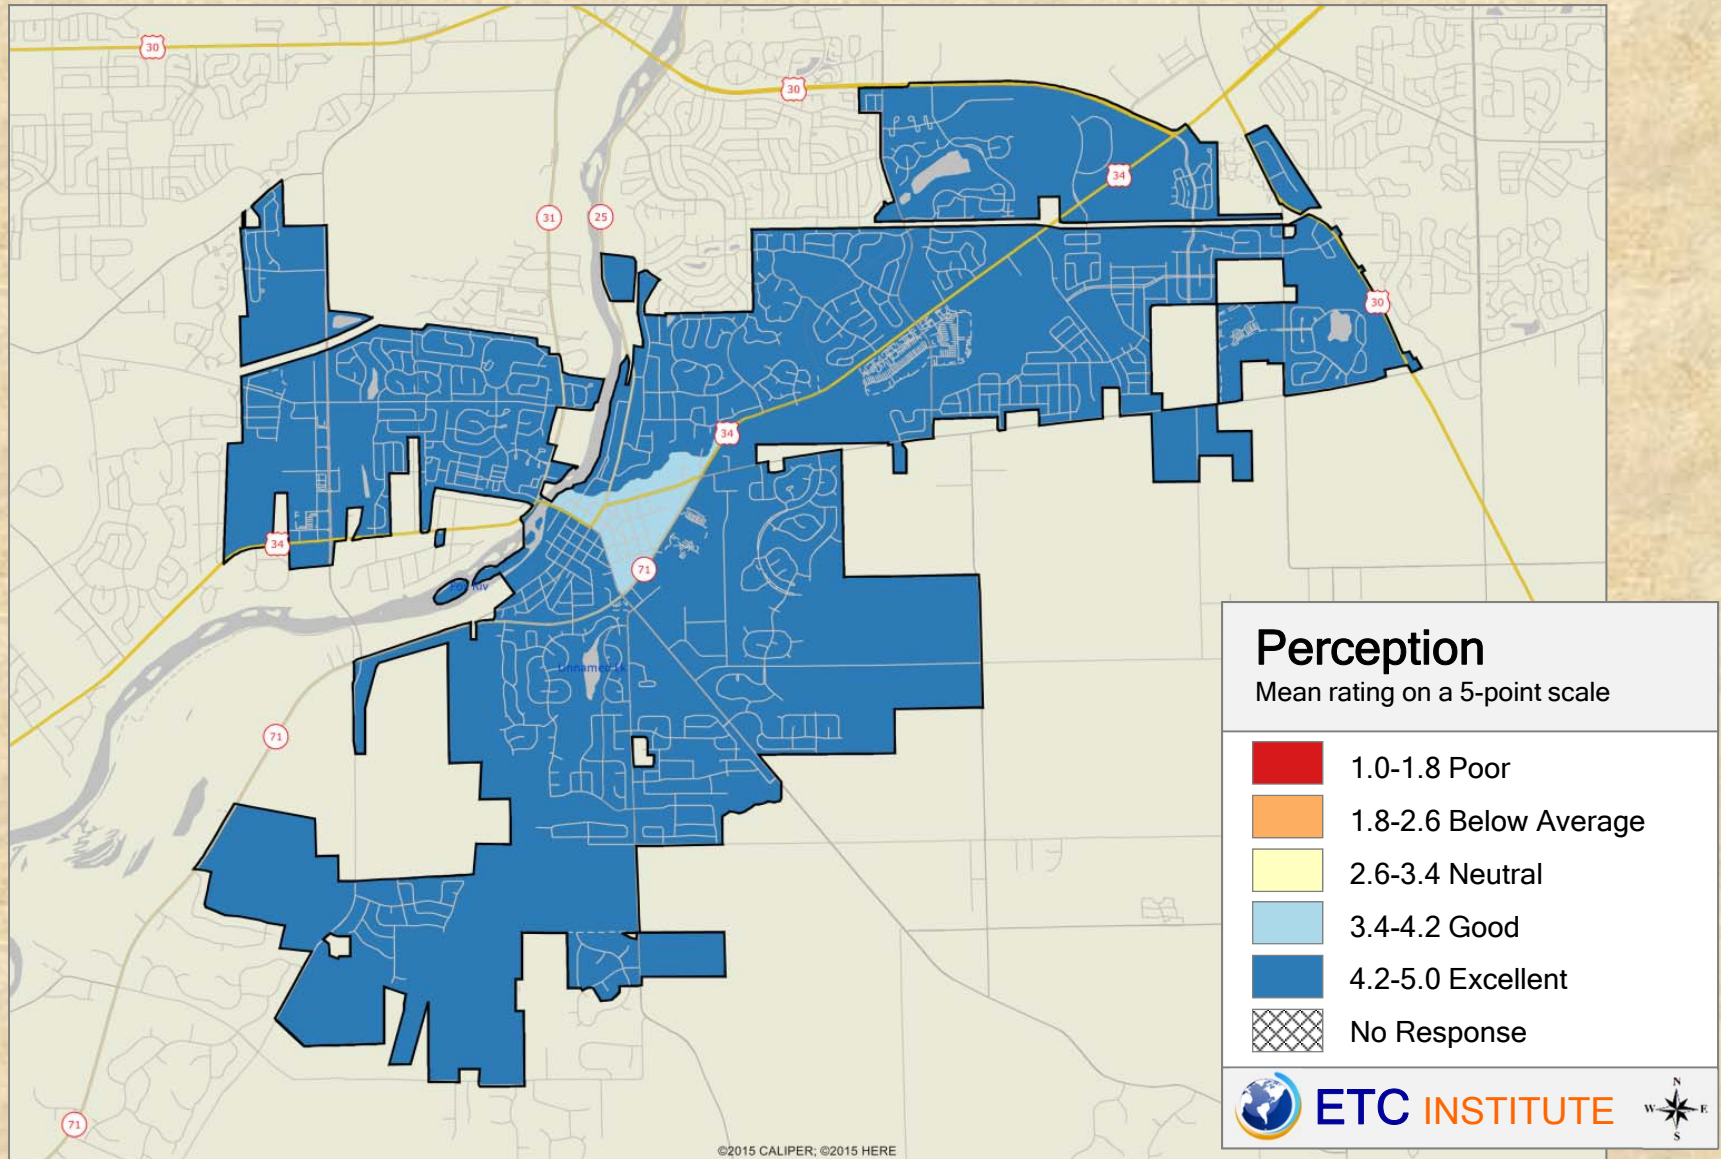 30
30
34
31
25
30
34
34
71
Unnamed Lk
71
71
©2015 CALIPER; ©2015 HERE
Perception
Mean rating on a 5-point scale
1.0-1.8 Poor
1.8-2.6 Below Average
2.6-3.4 Neutral
3.4-4.2 Good
4.2-5.0 Excellent
No Response
ETC INSTITUTE
N
W E
S